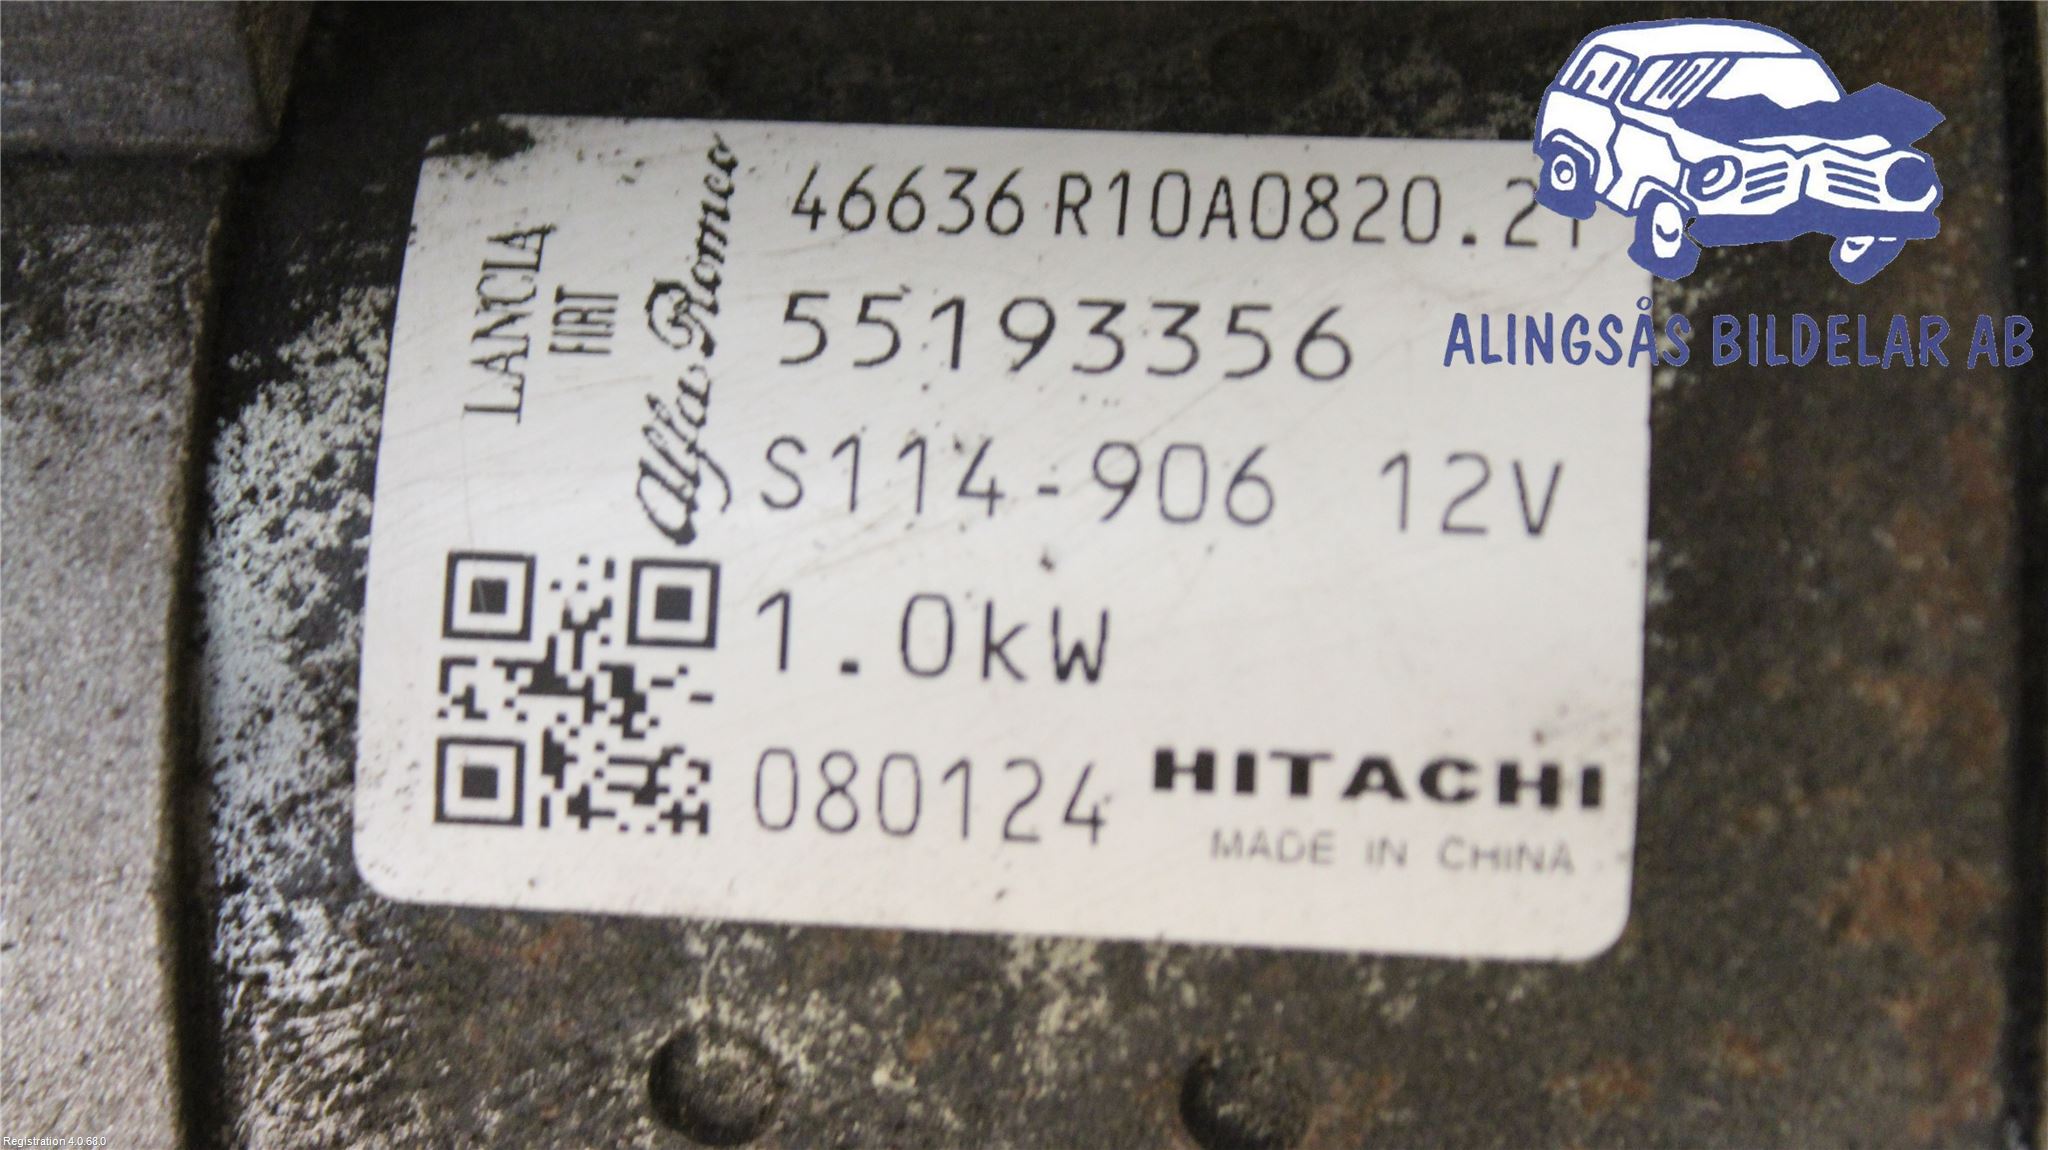 LANCIA
FIAT
Alfa Romeo
46636 R10A0820.21
55193356
S114-906 12V
1.0kW
080124
HITACHI
MADE IN CHINA
ALINGSÅS BILDELAR AB
Registration 4.0.68.0